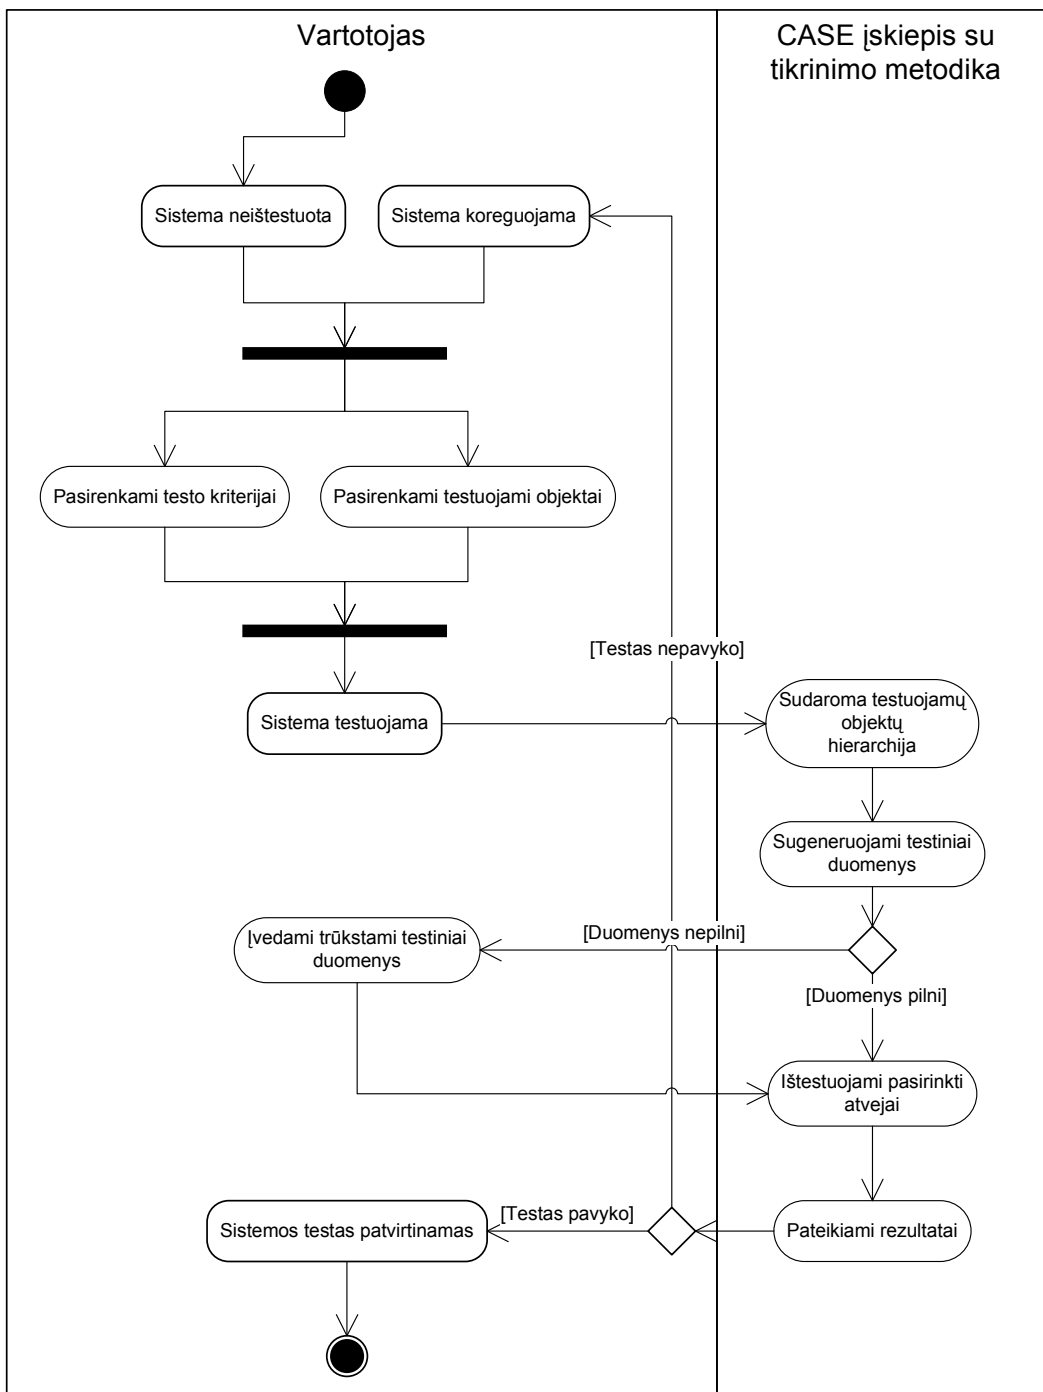 Vartotojas
CASE įskiepis su
tikrinimo metodika
Sistema neištestuota
Sistema koreguojama
Pasirenkami testo kriterijai
Pasirenkami testuojami objektai
[Testas nepavyko]
Sistema testuojama
Sudaroma testuojamų
objektų
hierarchija
Sugeneruojami testiniai
duomenys
Įvedami trūkstami testiniai
duomenys
[Duomenys nepilni]
[Duomenys pilni]
Ištestuojami pasirinkti
atvejai
Sistemos testas patvirtinamas
[Testas pavyko]
Pateikiami rezultatai